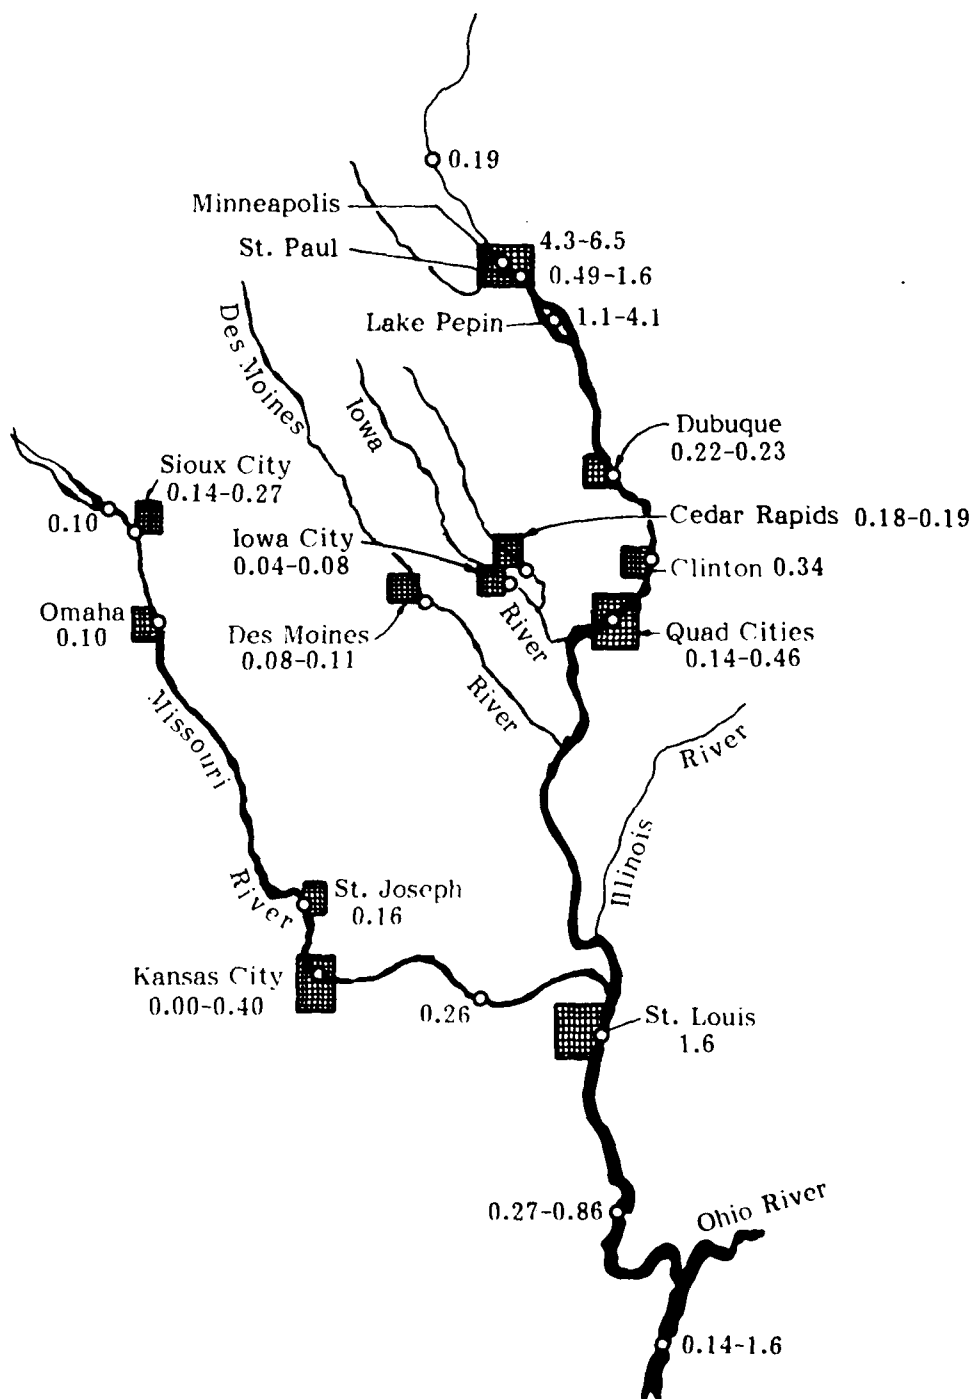 0.19
Minneapolis
4.3-6.5
St. Paul
0.49-1.6
Lake Pepin
1.1-4.1
Des Moines
Iowa
Dubuque
0.22-0.23
Sioux City
0.14-0.27
0.10
Cedar Rapids 0.18-0.19
Iowa City
0.04-0.08
Clinton 0.34
Omaha
0.10
Des Moines
0.08-0.11
River
Quad Cities
0.14-0.46
River
Missouri
River
Illinois
River
St. Joseph
0.16
Kansas City
0.00-0.40
0.26
St. Louis
1.6
0.27-0.86
Ohio River
0.14-1.6